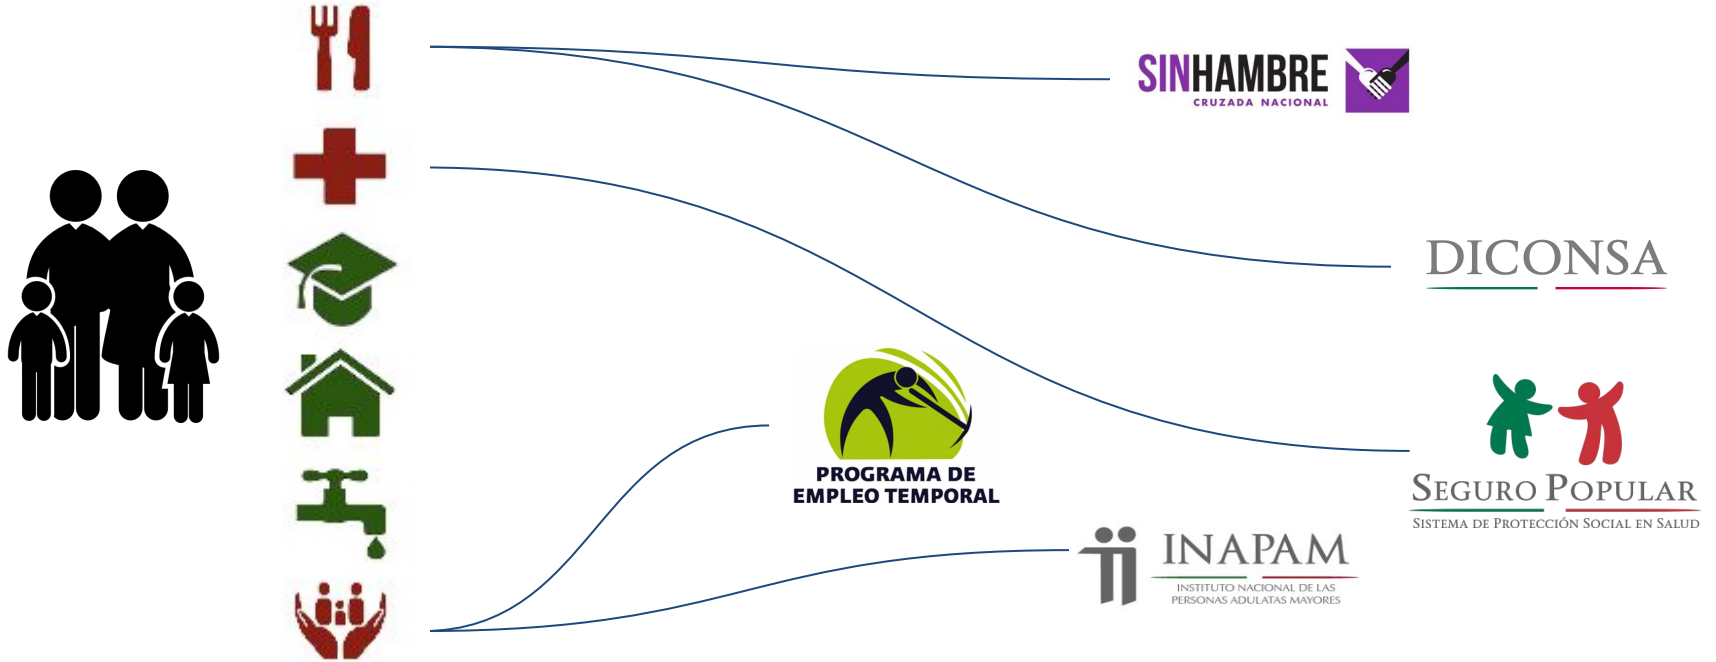 SINHAMBRE
CRUZADA NACIONAL
DICONSA
PROGRAMA DE
EMPLEO TEMPORAL
SEGURO POPULAR
SISTEMA DE PROTECCIÓN SOCIAL EN SALUD
INAPAM
INSTITUTO NACIONAL DE LAS
PERSONAS ADULATAS MAYORES